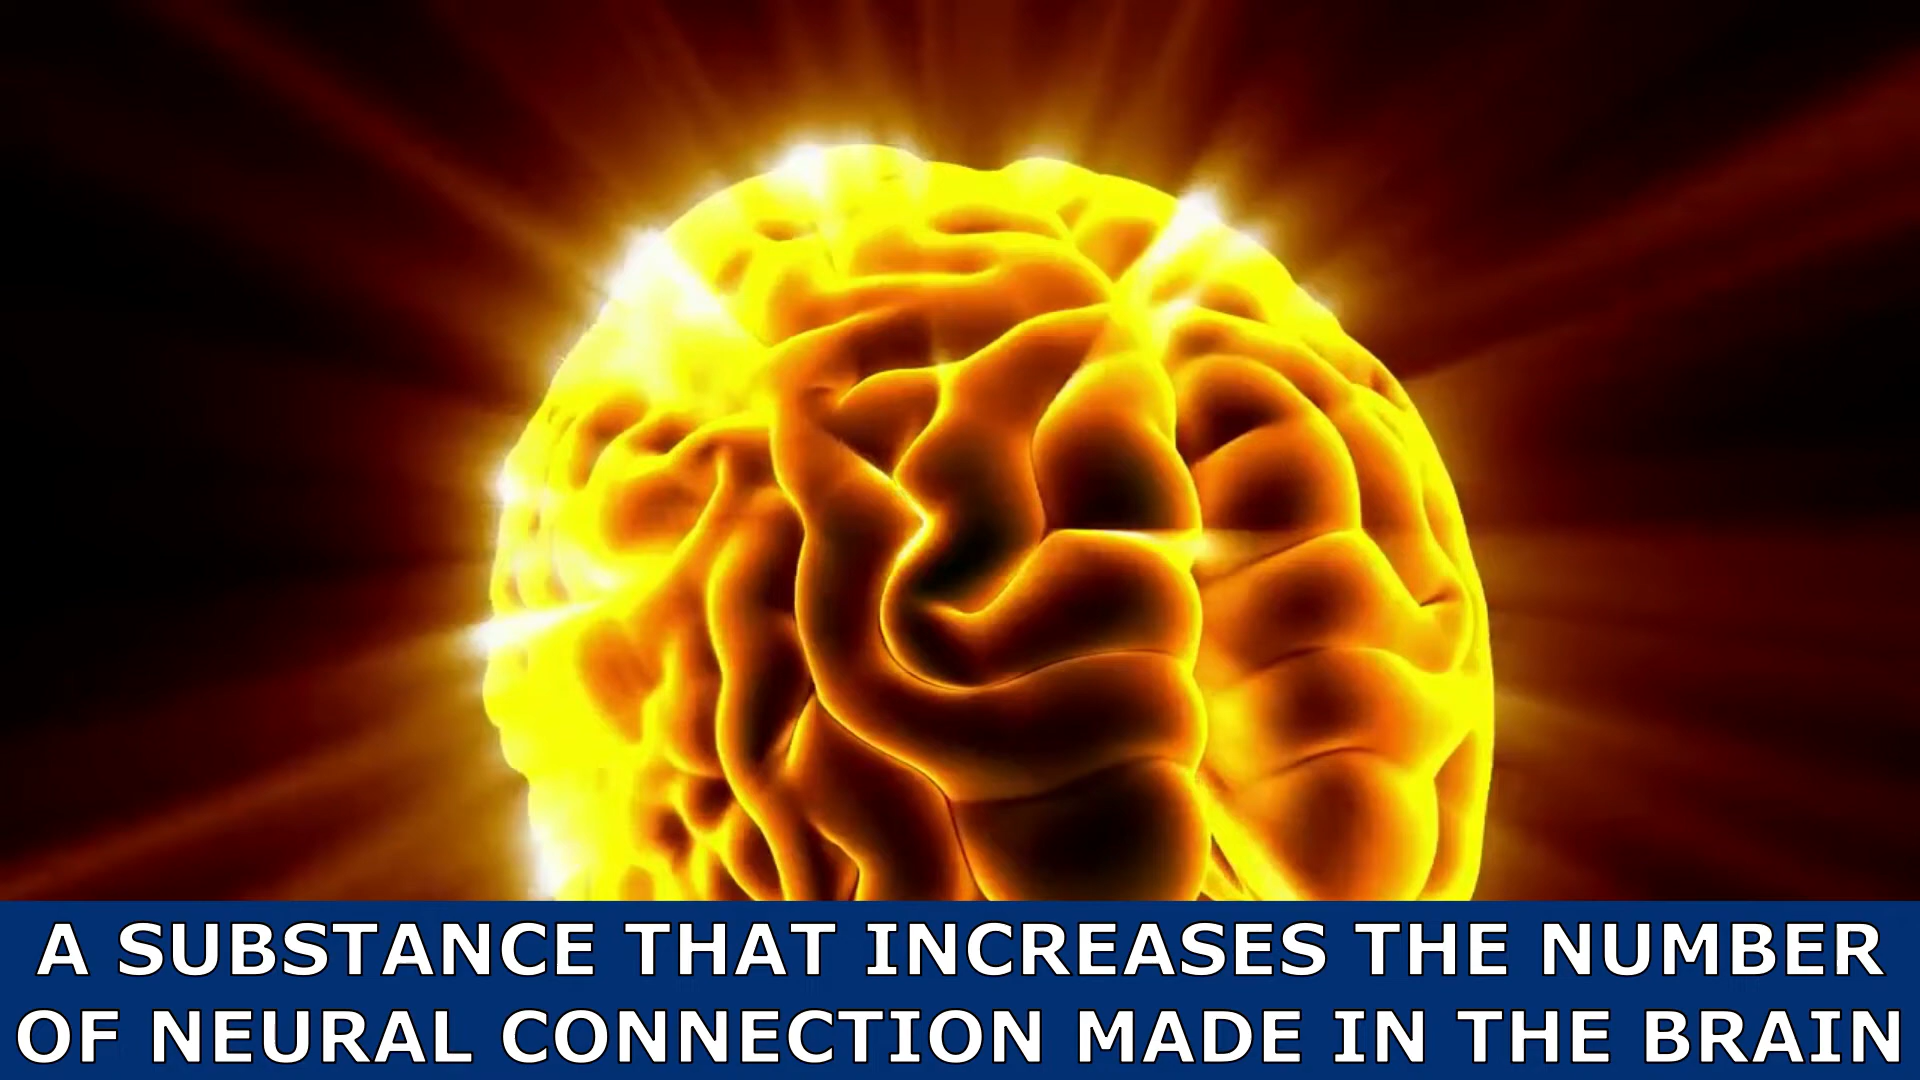 A SUBSTANCE THAT INCREASES THE NUMBER
OF NEURAL CONNECTION MADE IN THE BRAIN